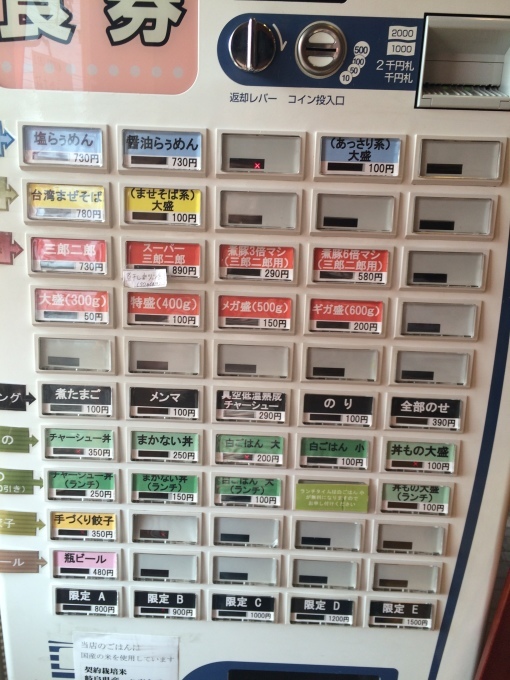 食券
2000
1000
2千円札
千円札
500
100
50
10
返却レバー コイン投入口
塩らぅめん
730円
醤油らぅめん
730円
(あっさり系)
大盛
100円
台湾まぜそば
780円
(まぜそば系)
大盛
100円
三郎二郎
730円
スーパー
三郎二郎
890円
煮豚3倍マシ
(三郎二郎用)
290円
煮豚6倍マシ
(三郎二郎用)
580円
大盛(300g)
50円
特盛(400g)
100円
メガ盛(500g)
150円
ギガ盛(600g)
200円
ング
煮たまご
100円
メンマ
100円
真空低温熟成
チャーシュー
290円
のり
100円
全部のせ
390円
の
チャーシュー丼
350円
まかない丼
250円
白ごはん 大
200円
白ごはん 小
100円
丼もの大盛
100円
チャーシュー丼
(ランチ)
250円
まかない丼
(ランチ)
150円
白ごはん 大
(ランチ)
100円
丼もの大盛
(ランチ)
100円
餃子
手づくり餃子
350円
ール
瓶ビール
480円
限定 A
800円
限定 B
900円
限定 C
1000円
限定 D
1200円
限定 E
1500円
当店のごはんは
国産の米を使用しています
契約栽培米